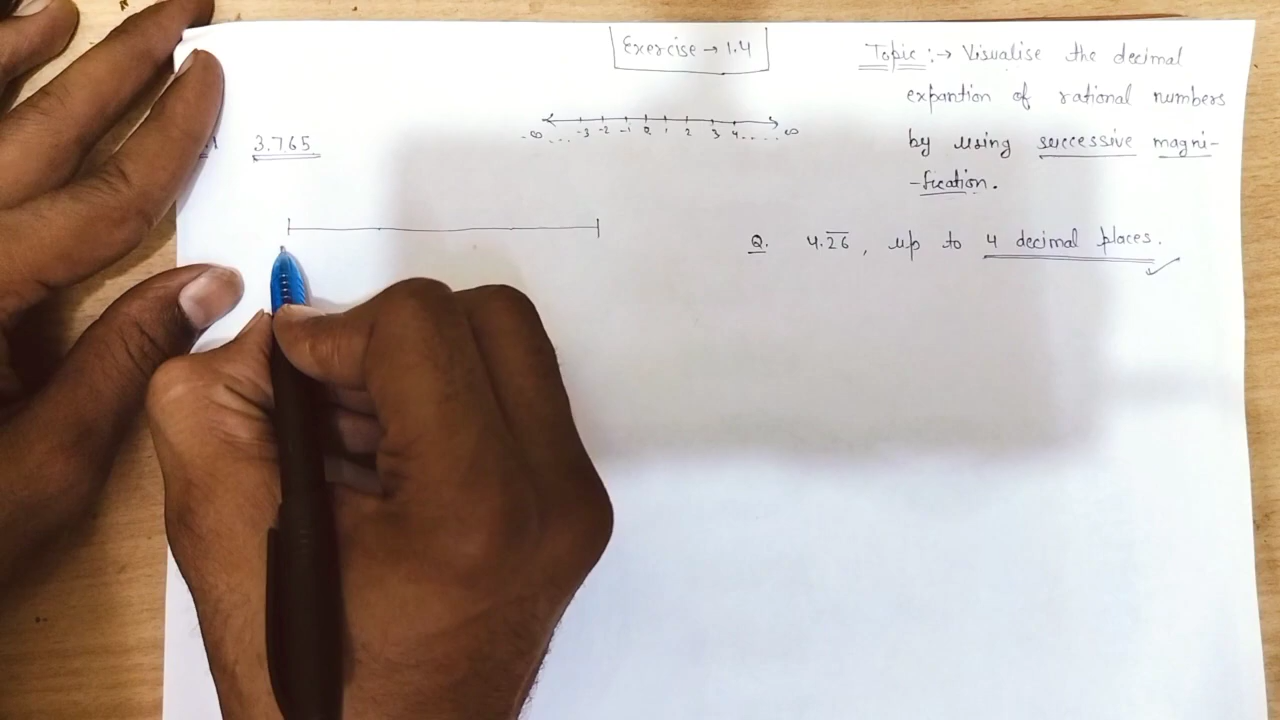 Exercise → 1.4
Topic :→ Visualise the decimal
expantion of rational numbers
by using successive magni-
-fication.
-∞ .... -3 -2 -1 0 1 2 3 4 ..... ∞
3.765
Q. 4.2̅6̅, up to 4 decimal places.